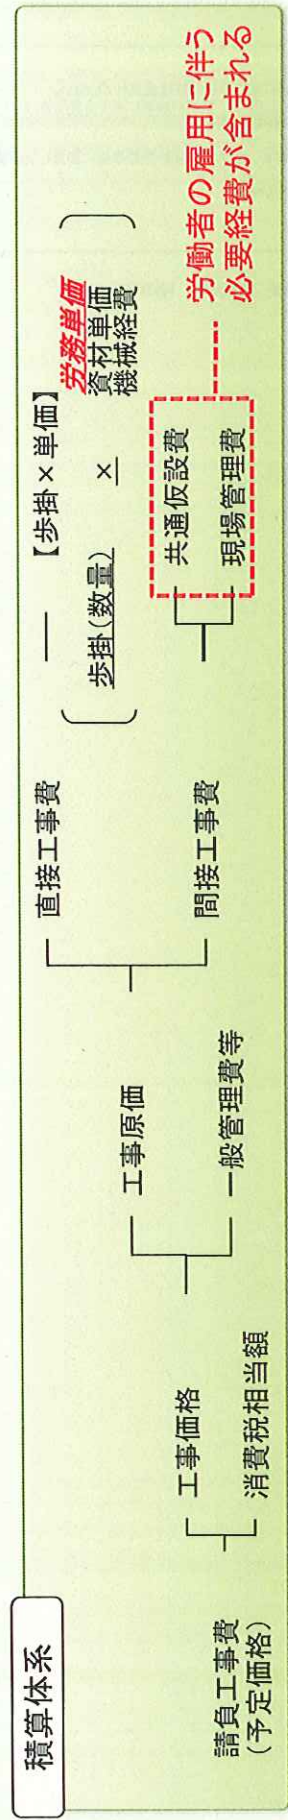 積算体系
請負工事費
(予定価格)
工事価格
消費税相当額
工事原価
一般管理費等
直接工事費
間接工事費
【歩掛×単価】
歩掛(数量) × 労務単価
資材単価
機械経費
共通仮設費
現場管理費
労働者の雇用に伴う
必要経費が含まれる